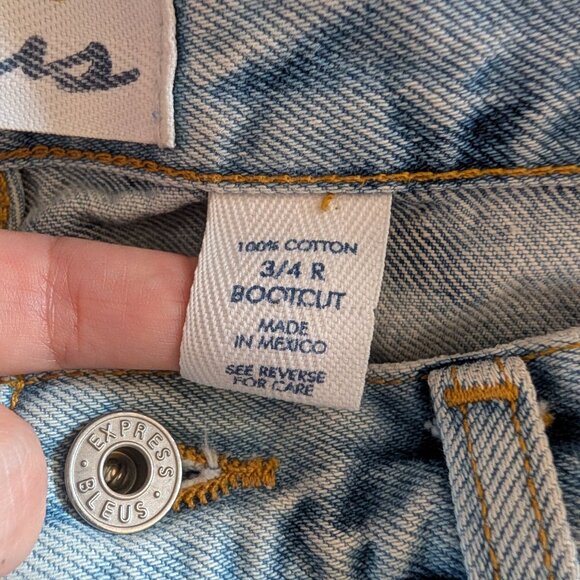 100% COTTON
3/4 R
BOOTCUT
MADE
IN MEXICO
SEE REVERSE
FOR CARE
EXPRESS
BLEUS